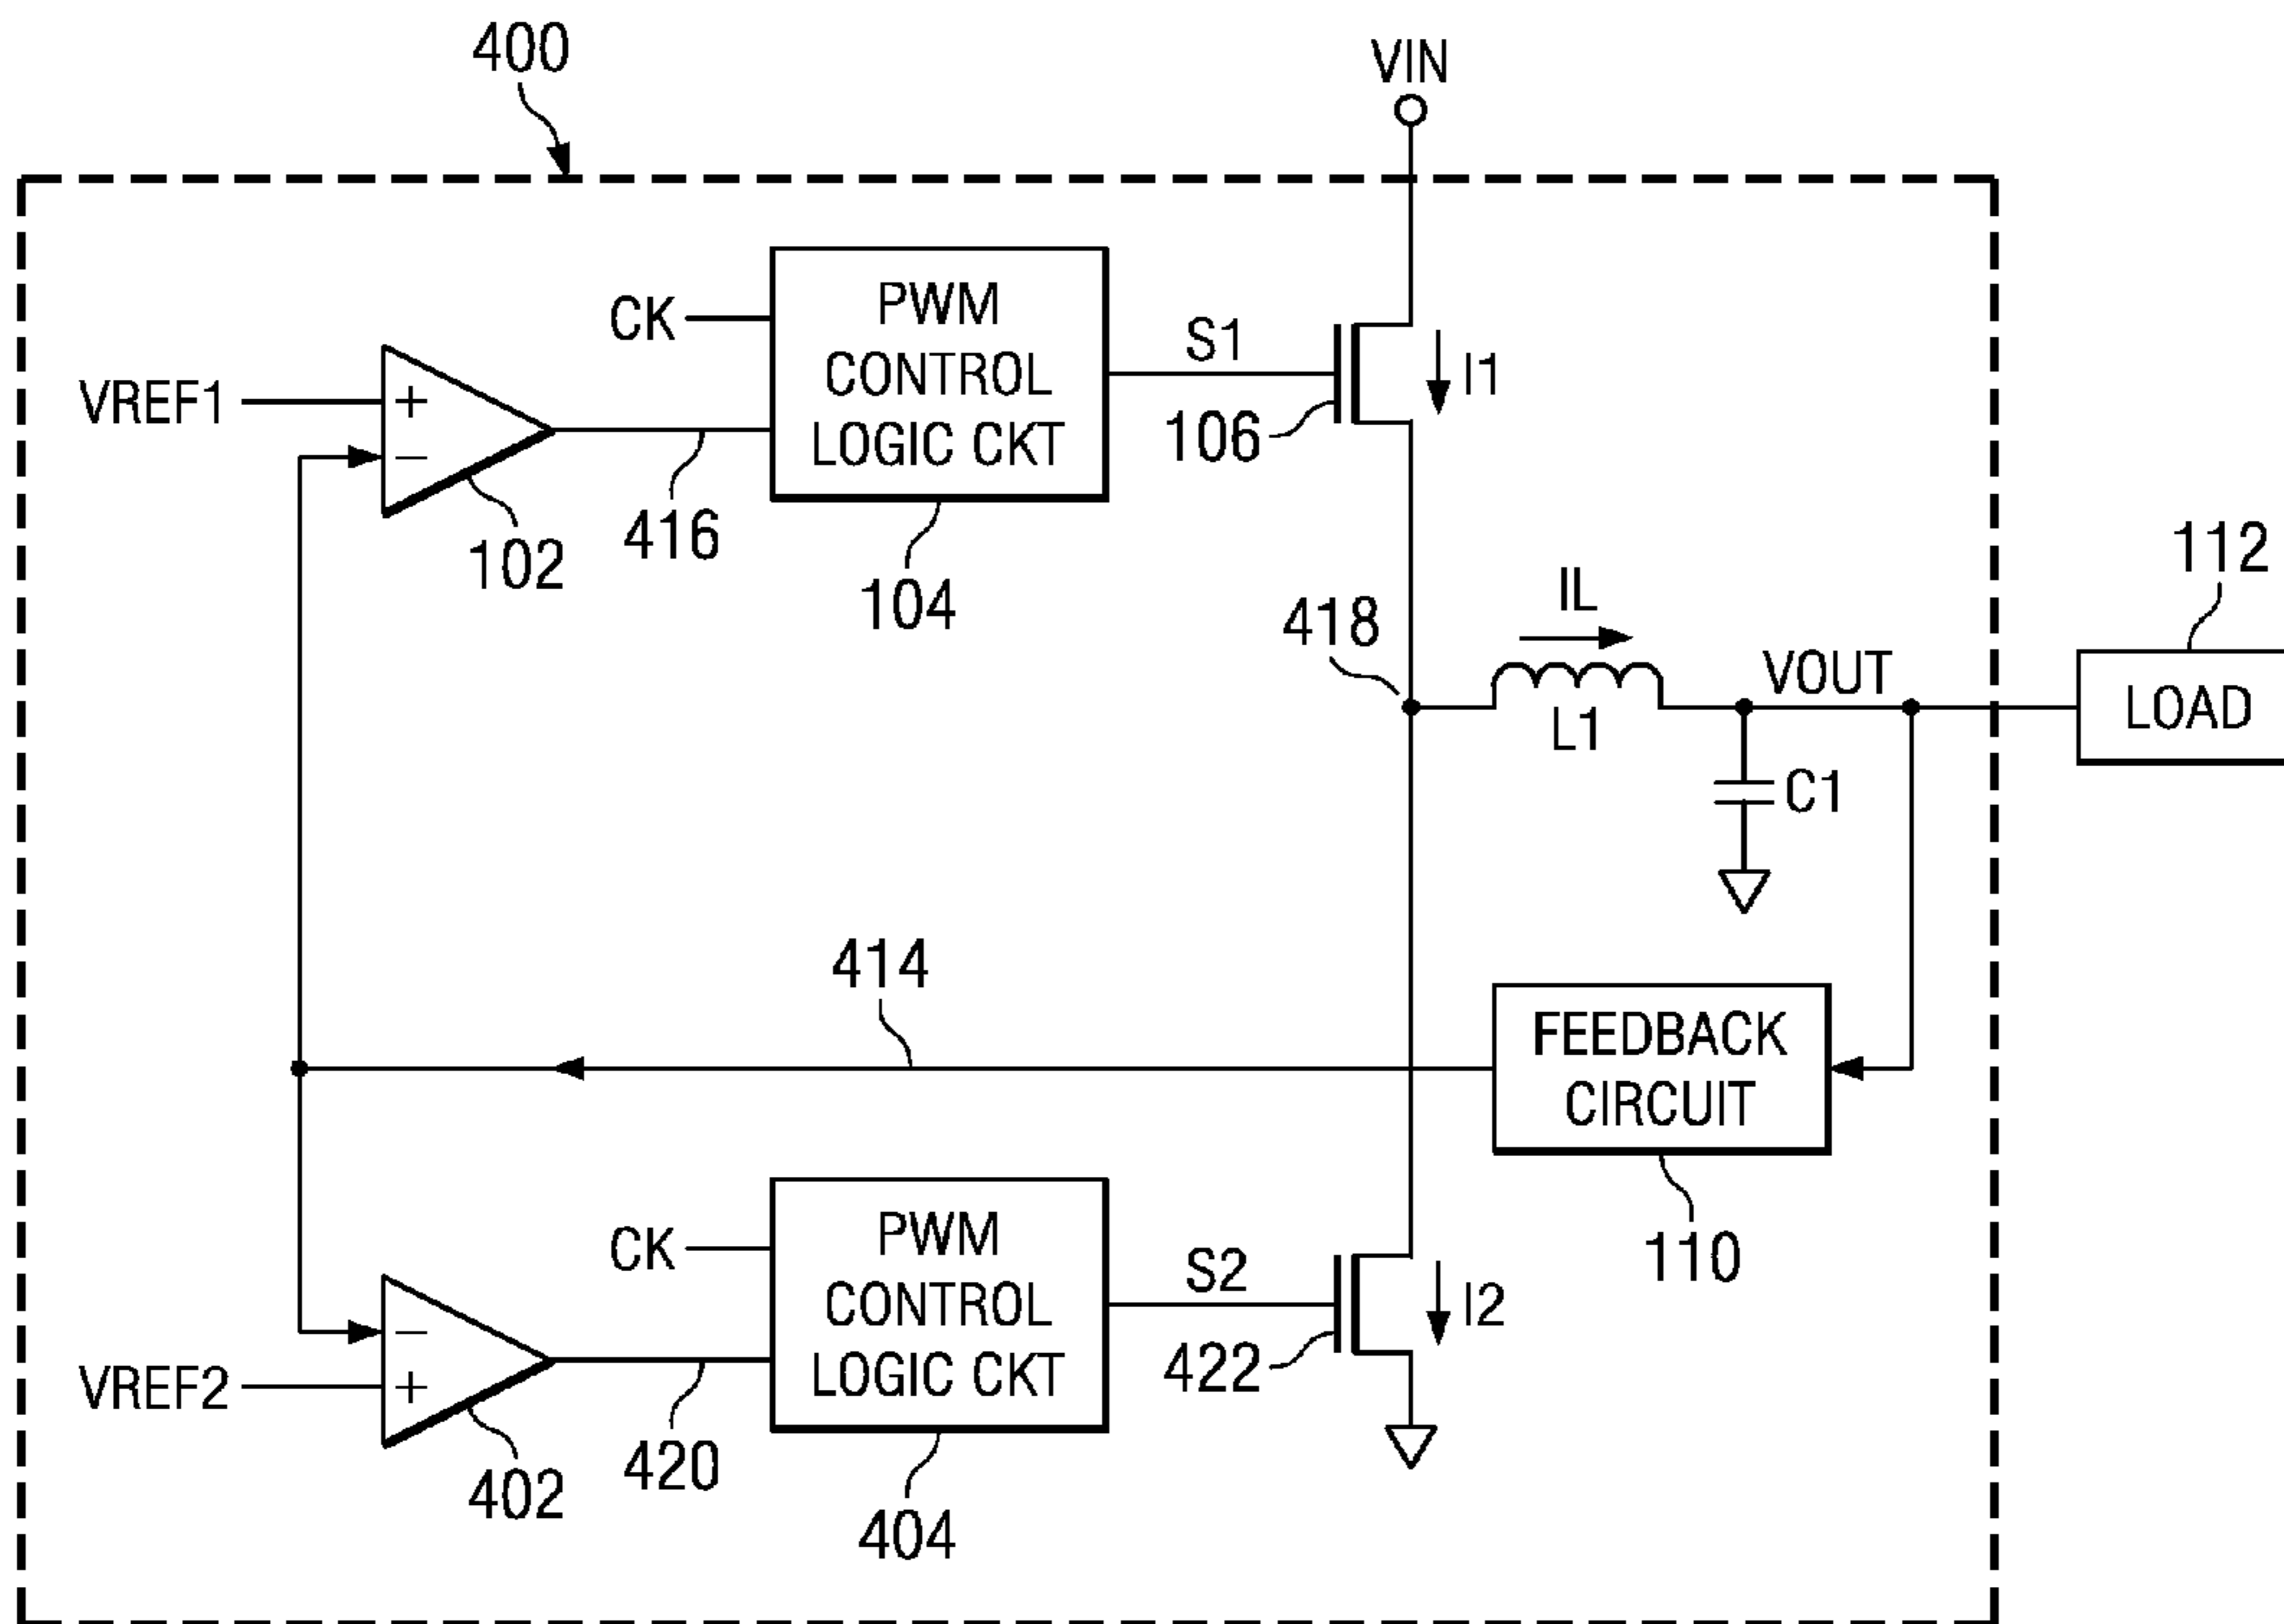 400
VIN
CK
PWM
CONTROL
LOGIC CKT
S1
I1
VREF1
+
−
106
416
102
104
112
IL
418
VOUT
LOAD
L1
C1
414
FEEDBACK
CIRCUIT
CK
PWM
CONTROL
LOGIC CKT
S2
110
I2
−
VREF2
+
422
420
402
404